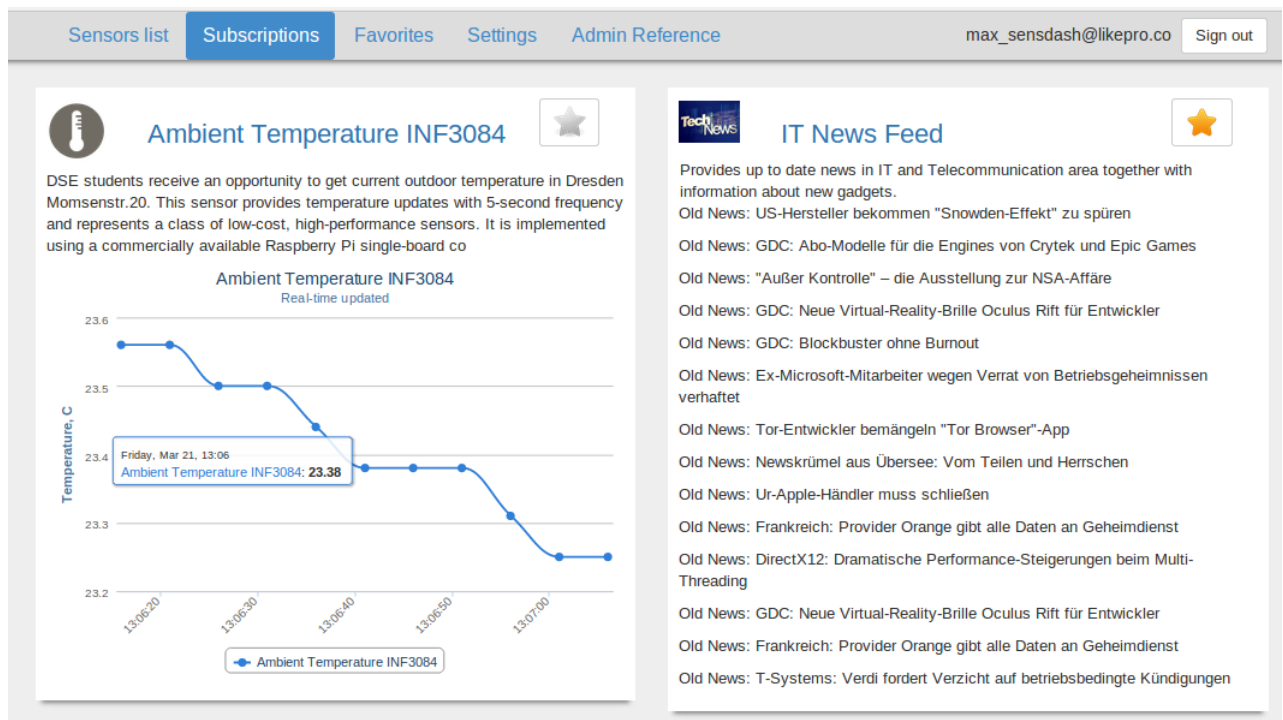 Sensors list Subscriptions Favorites Settings Admin Reference max_sensdash@likepro.co Sign out
Ambient Temperature INF3084
DSE students receive an opportunity to get current outdoor temperature in Dresden
Momsenstr.20. This sensor provides temperature updates with 5-second frequency
and represents a class of low-cost, high-performance sensors. It is implemented
using a commercially available Raspberry Pi single-board co
Ambient Temperature INF3084
Real-time updated
Temperature, C
23.6
23.5
23.4
23.3
23.2
Friday, Mar 21, 13:06
Ambient Temperature INF3084: 23.38
13:06:20 13:06:30 13:06:40 13:06:50 13:07:00
Ambient Temperature INF3084
Tech News
IT News Feed
Provides up to date news in IT and Telecommunication area together with
information about new gadgets.
Old News: US-Hersteller bekommen "Snowden-Effekt" zu spüren
Old News: GDC: Abo-Modelle für die Engines von Crytek und Epic Games
Old News: "Außer Kontrolle" – die Ausstellung zur NSA-Affäre
Old News: GDC: Neue Virtual-Reality-Brille Oculus Rift für Entwickler
Old News: GDC: Blockbuster ohne Burnout
Old News: Ex-Microsoft-Mitarbeiter wegen Verrat von Betriebsgeheimnissen
verhaftet
Old News: Tor-Entwickler bemängeln "Tor Browser"-App
Old News: Newskrümel aus Übersee: Vom Teilen und Herrschen
Old News: Ur-Apple-Händler muss schließen
Old News: Frankreich: Provider Orange gibt alle Daten an Geheimdienst
Old News: DirectX12: Dramatische Performance-Steigerungen beim Multi-
Threading
Old News: GDC: Neue Virtual-Reality-Brille Oculus Rift für Entwickler
Old News: Frankreich: Provider Orange gibt alle Daten an Geheimdienst
Old News: T-Systems: Verdi fordert Verzicht auf betriebsbedingte Kündigungen